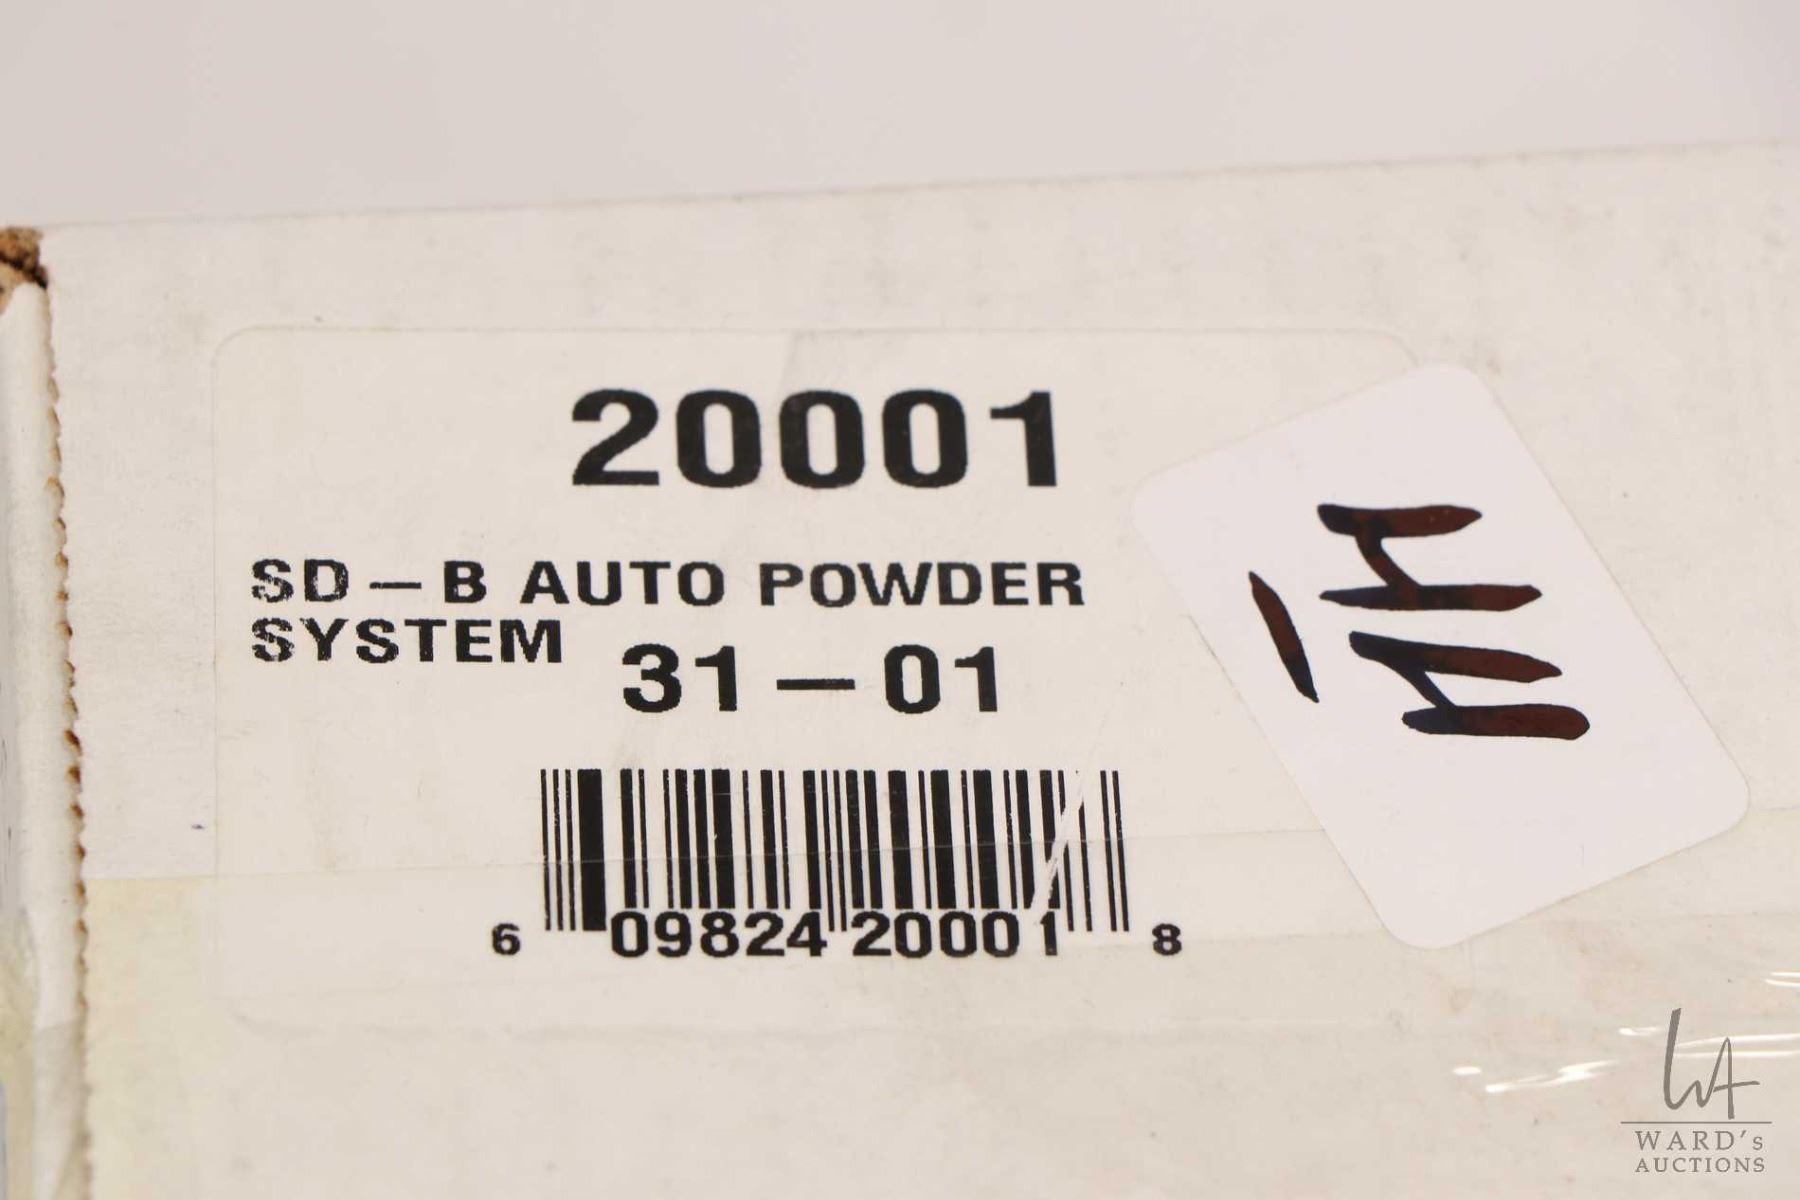 20001
SD-B AUTO POWDER
SYSTEM 31-01
6 09824 20001 8
WARD's
AUCTIONS